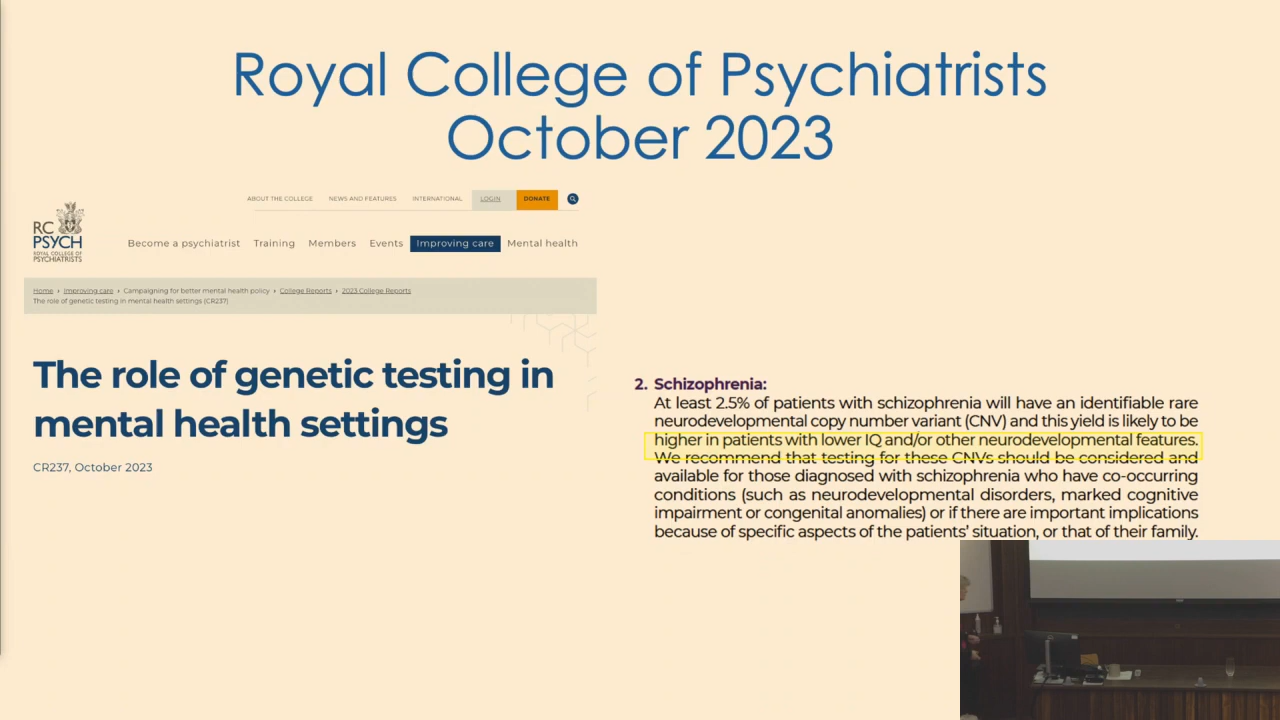 Royal College of Psychiatrists
October 2023
ABOUT THE COLLEGE NEWS AND FEATURES INTERNATIONAL LOGIN DONATE
RC
PSYCH
ROYAL COLLEGE OF
PSYCHIATRISTS
Become a psychiatrist Training Members Events Improving care Mental health
Home › Improving care › Campaigning for better mental health policy › College Reports › 2023 College Reports
The role of genetic testing in mental health settings (CR237)
The role of genetic testing in
mental health settings
CR237, October 2023
2. Schizophrenia:
At least 2.5% of patients with schizophrenia will have an identifiable rare
neurodevelopmental copy number variant (CNV) and this yield is likely to be
higher in patients with lower IQ and/or other neurodevelopmental features.
We recommend that testing for these CNVs should be considered and
available for those diagnosed with schizophrenia who have co-occurring
conditions (such as neurodevelopmental disorders, marked cognitive
impairment or congenital anomalies) or if there are important implications
because of specific aspects of the patients' situation, or that of their family.